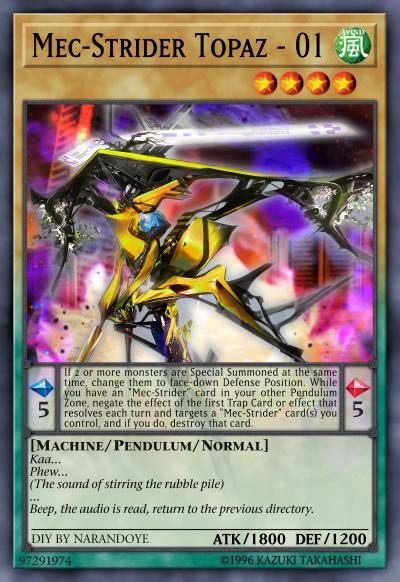 Mec-Strider Topaz - 01
WIND
風
If 2 or more monsters are Special Summoned at the same
time, change them to face-down Defense Position. While
you have an "Mec-Strider" card in your other Pendulum
Zone, negate the effect of the first Trap Card or effect that
resolves each turn and targets a "Mec-Strider" card(s) you
control, and if you do, destroy that card.
5
5
[Machine/Pendulum/Normal]
Kaa...
Phew...
(The sound of stirring the rubble pile)
...
Beep, the audio is read, return to the previous directory.
DIY BY NARANDOYE
ATK/1800 DEF/1200
97291974
©1996 KAZUKI TAKAHASHI